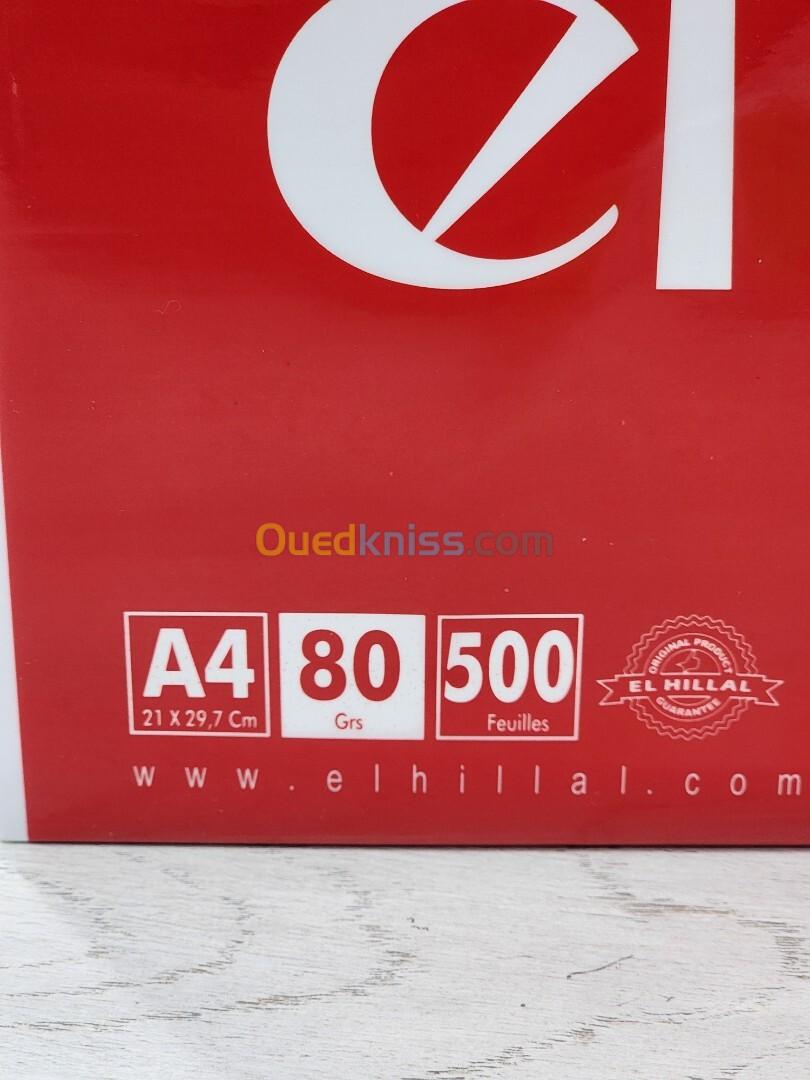 el
Ouedkniss.com
A4 80 500
21 X 29,7 Cm Grs Feuilles
ORIGINAL PRODUCT
EL HILLAL
GUARANTEE
www.elhillal.com